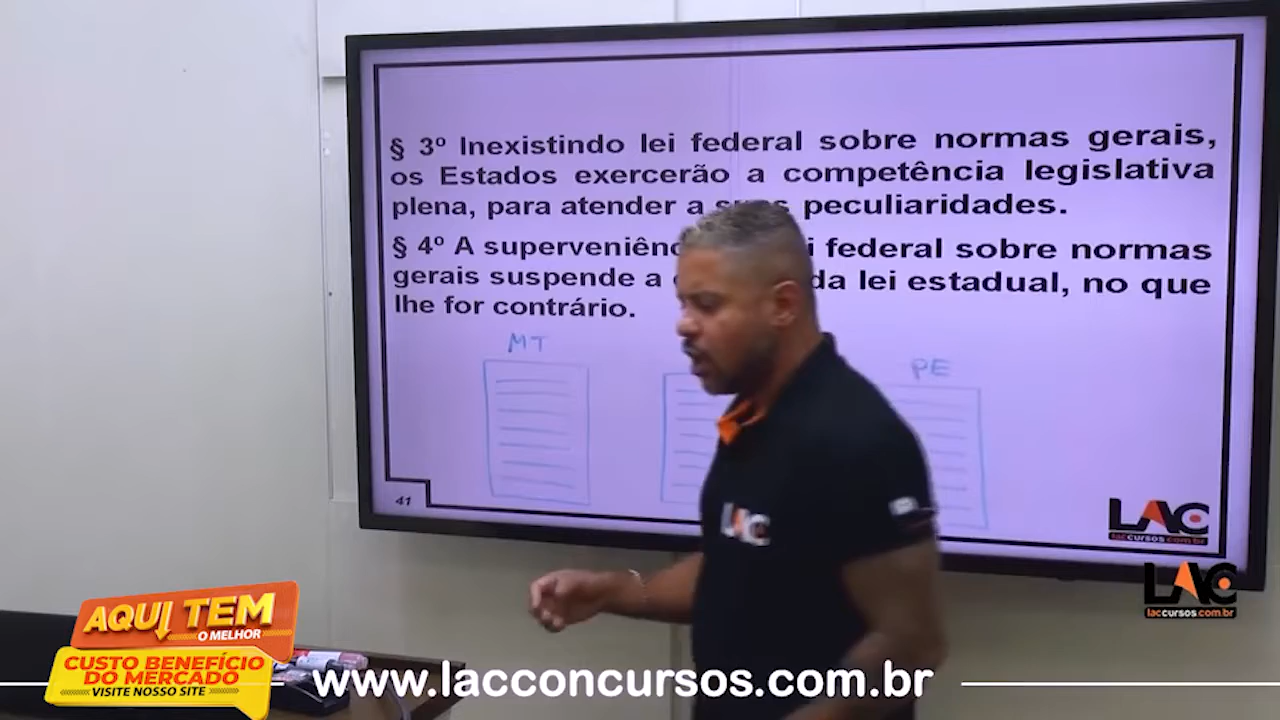 § 3º Inexistindo lei federal sobre normas gerais,
os Estados exercerão a competência legislativa
plena, para atender a suas peculiaridades.
§ 4º A superveniênc i federal sobre normas
gerais suspende a da lei estadual, no que
lhe for contrário.
MT
PE
41
LAC
laccursos.com.br
LAC
LAC
laccursos.com.br
AQUI TEM
O MELHOR
CUSTO BENEFÍCIO
DO MERCADO
VISITE NOSSO SITE
www.lacconcursos.com.br